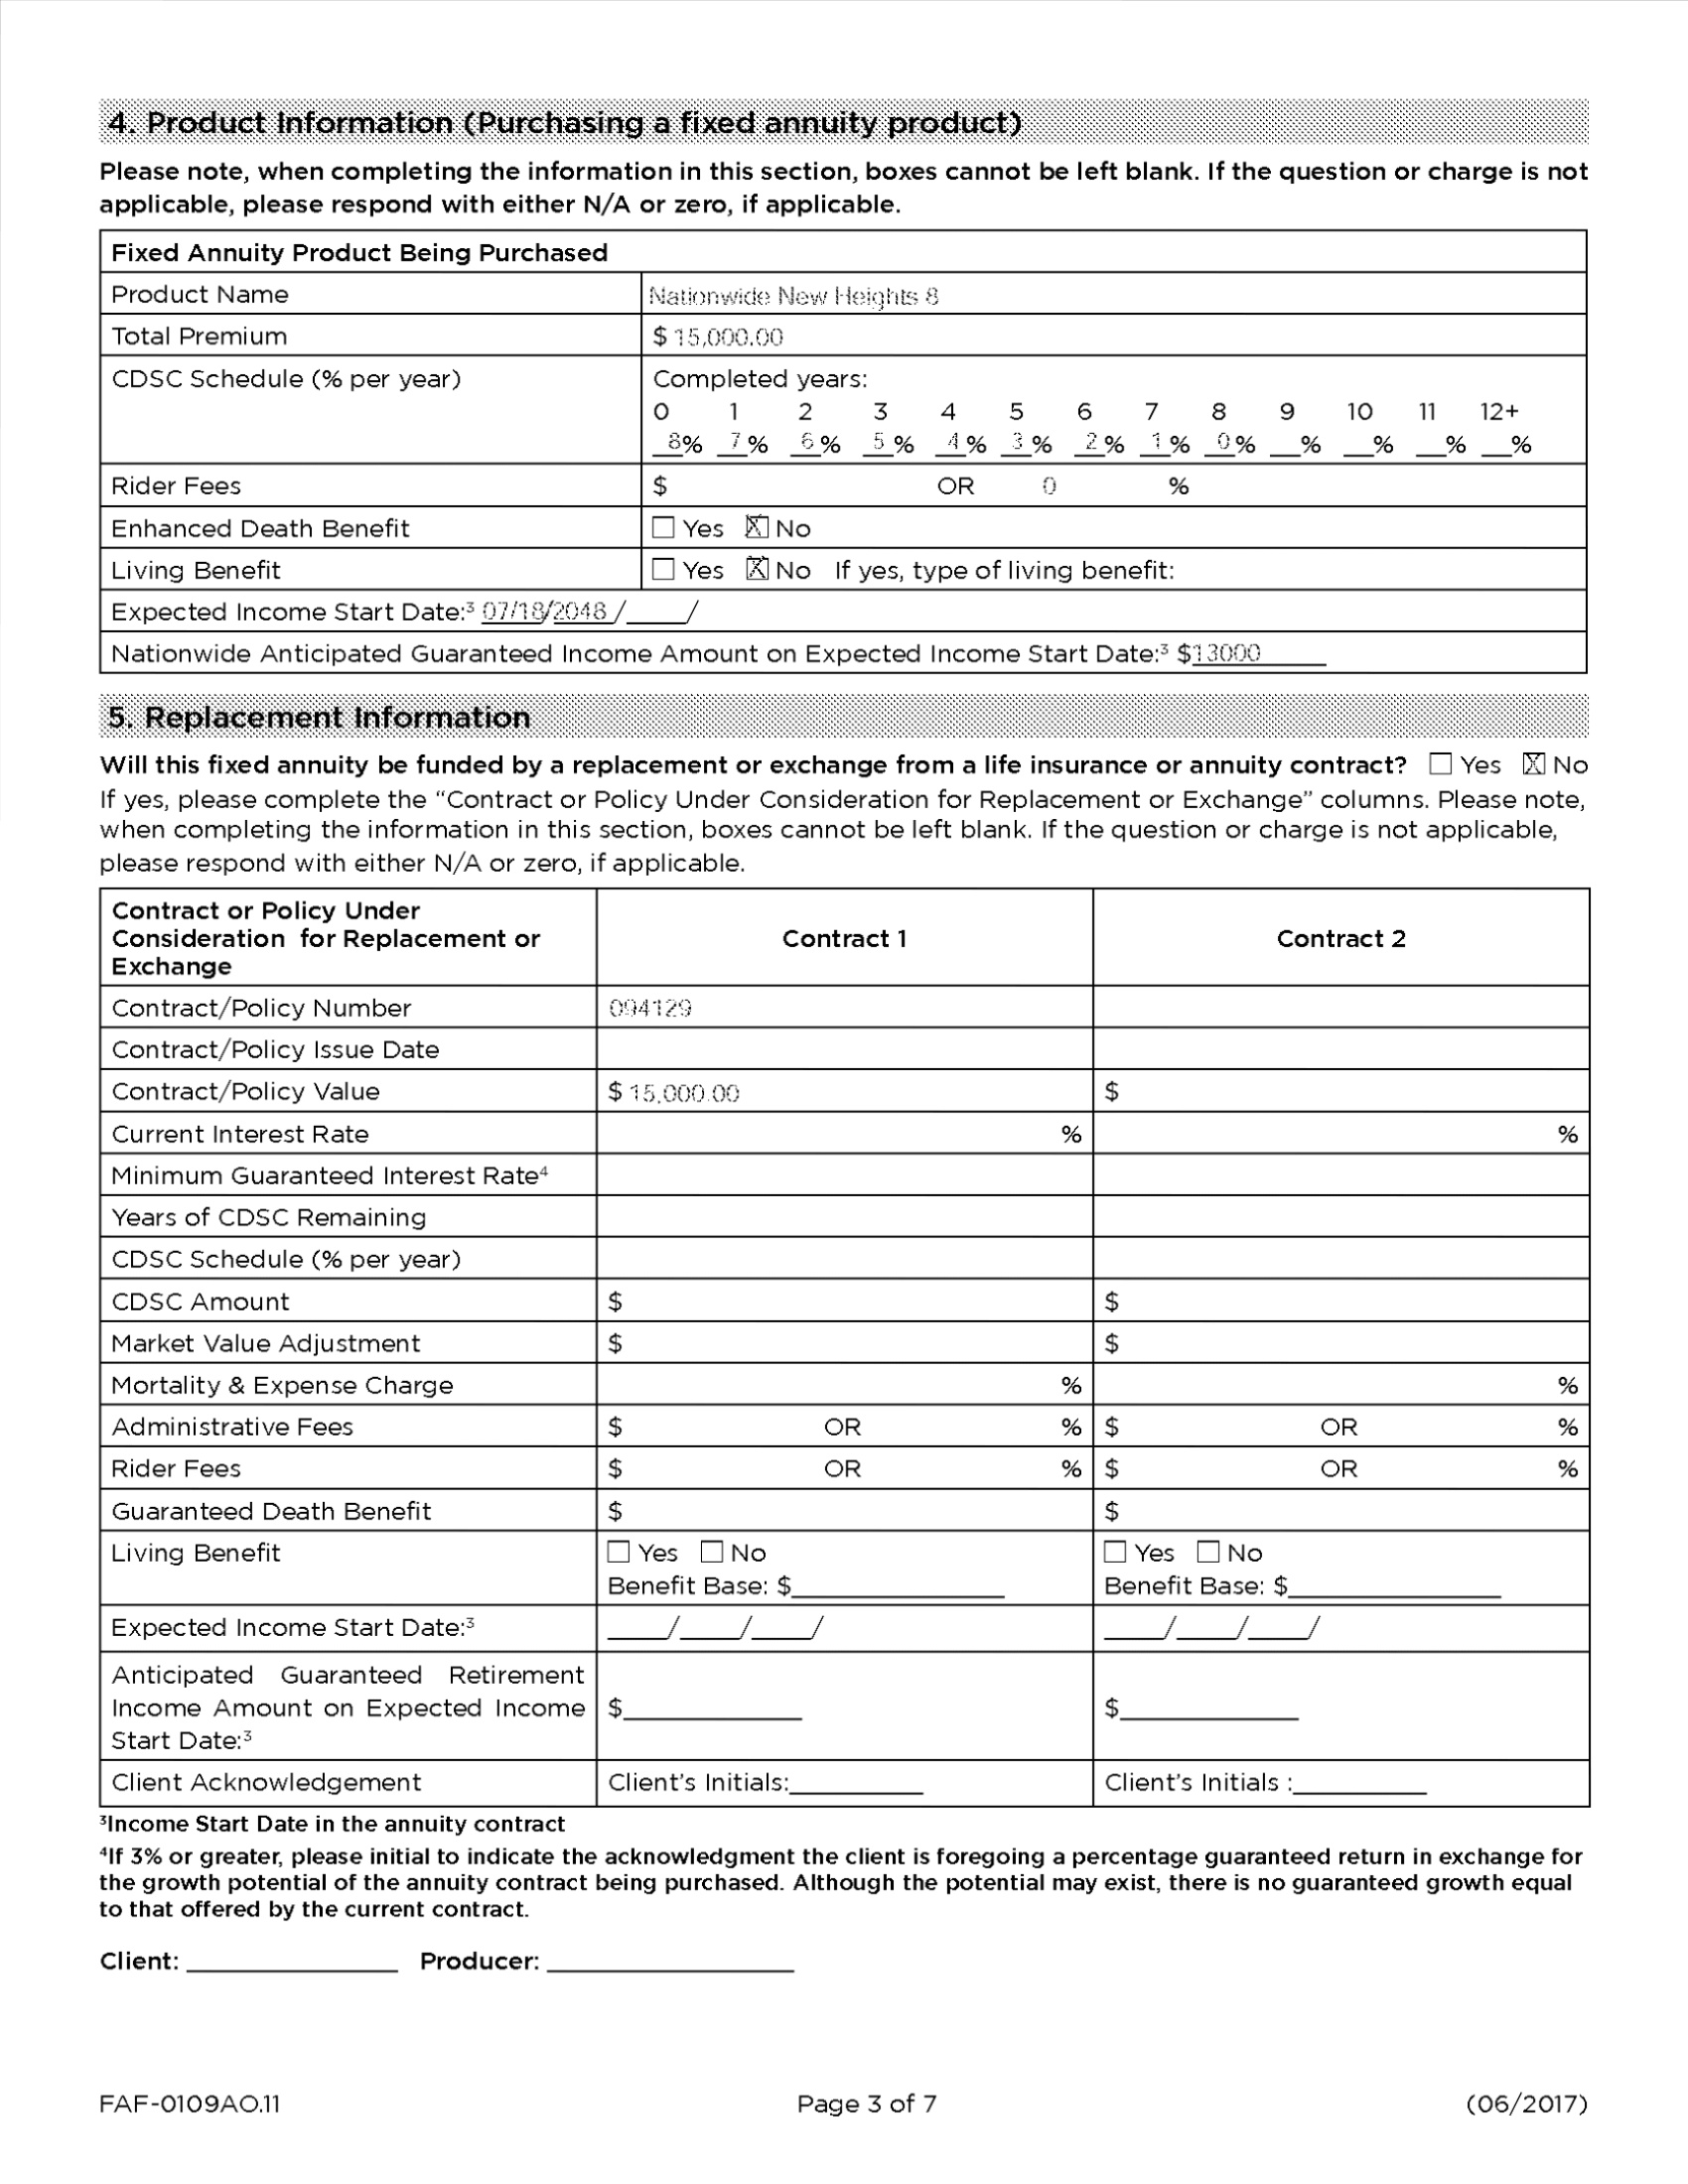 4. Product Information (Purchasing a fixed annuity product)
Please note, when completing the information in this section, boxes cannot be left blank. If the question or charge is not
applicable, please respond with either N/A or zero, if applicable.
Fixed Annuity Product Being Purchased
Product Name Nationwide New Heights 8
Total Premium $ 15,000.00
CDSC Schedule (% per year) Completed years:
0 1 2 3 4 5 6 7 8 9 10 11 12+
8% 7 % 6 % 5 % 4 % 3 % 2 % 1 % 0 % __% __% __% __%
Rider Fees $ OR 0 %
Enhanced Death Benefit ☐ Yes ☒ No
Living Benefit ☐ Yes ☒ No If yes, type of living benefit:
Expected Income Start Date:³ 07/18/2048 /____/
Nationwide Anticipated Guaranteed Income Amount on Expected Income Start Date:³ $13000
5. Replacement Information
Will this fixed annuity be funded by a replacement or exchange from a life insurance or annuity contract? ☐ Yes ☒ No
If yes, please complete the “Contract or Policy Under Consideration for Replacement or Exchange” columns. Please note,
when completing the information in this section, boxes cannot be left blank. If the question or charge is not applicable,
please respond with either N/A or zero, if applicable.
Contract or Policy Under
Consideration for Replacement or
Exchange
Contract 1 Contract 2
Contract/Policy Number 094129
Contract/Policy Issue Date
Contract/Policy Value $ 15,000.00 $
Current Interest Rate % %
Minimum Guaranteed Interest Rate⁴
Years of CDSC Remaining
CDSC Schedule (% per year)
CDSC Amount $ $
Market Value Adjustment $ $
Mortality & Expense Charge % %
Administrative Fees $ OR % $ OR %
Rider Fees $ OR % $ OR %
Guaranteed Death Benefit $ $
Living Benefit ☐ Yes ☐ No ☐ Yes ☐ No
Benefit Base: $________ Benefit Base: $________
Expected Income Start Date:³ ____/____/____/ ____/____/____/
Anticipated Guaranteed Retirement
Income Amount on Expected Income $________ $________
Start Date:³
Client Acknowledgement Client’s Initials:________ Client’s Initials :________
³Income Start Date in the annuity contract
⁴If 3% or greater, please initial to indicate the acknowledgment the client is foregoing a percentage guaranteed return in exchange for
the growth potential of the annuity contract being purchased. Although the potential may exist, there is no guaranteed growth equal
to that offered by the current contract.
Client: ________ Producer: ________
FAF-0109AO.11 Page 3 of 7 (06/2017)